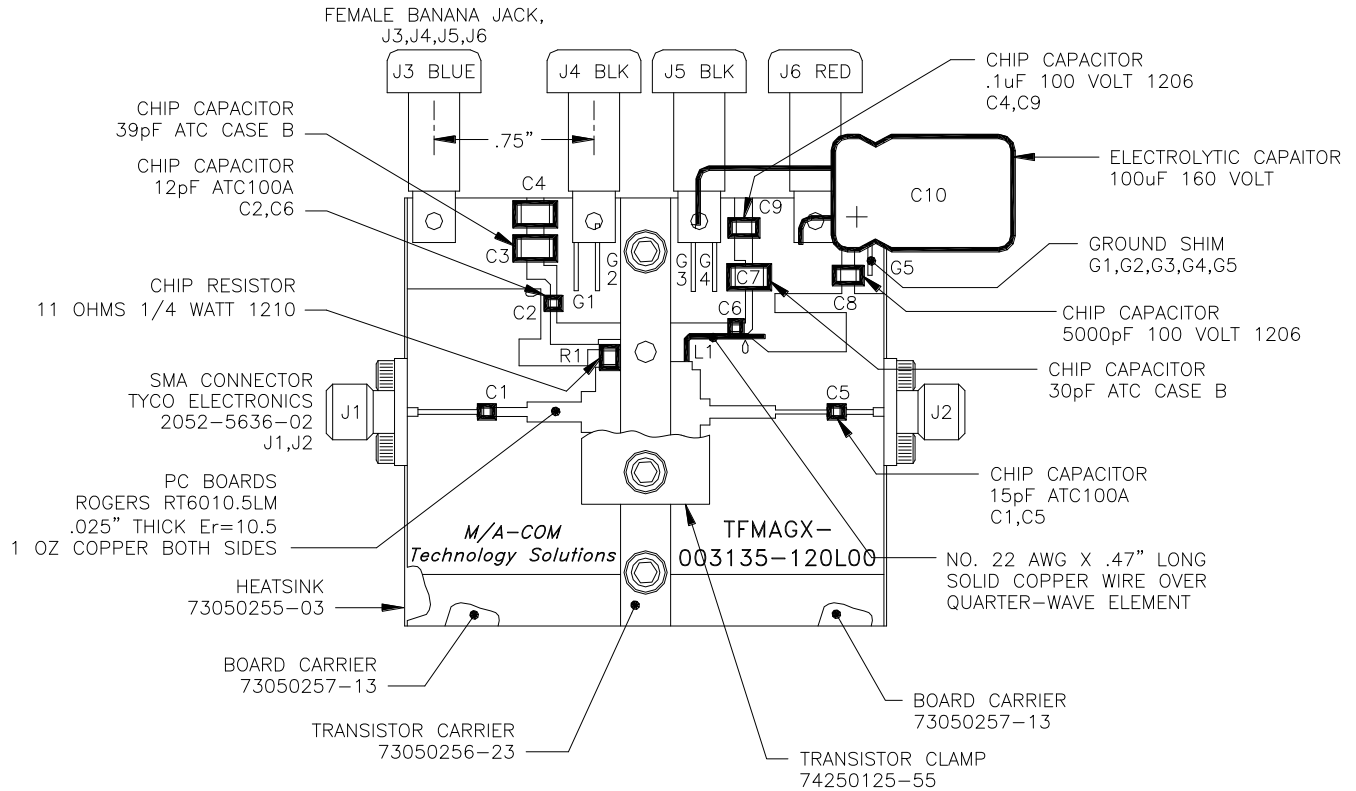 FEMALE BANANA JACK,
J3,J4,J5,J6
J3 BLUE
J4 BLK
J5 BLK
J6 RED
CHIP CAPACITOR
.1uF 100 VOLT 1206
C4,C9
CHIP CAPACITOR
39pF ATC CASE B
.75"
CHIP CAPACITOR
12pF ATC100A
C2,C6
ELECTROLYTIC CAPAITOR
100uF 160 VOLT
C4
C9
C10
C3
G2
G3
G4
C7
G5
GROUND SHIM
G1,G2,G3,G4,G5
CHIP RESISTOR
11 OHMS 1/4 WATT 1210
C2
G1
C6
C8
CHIP CAPACITOR
5000pF 100 VOLT 1206
R1
L1
CHIP CAPACITOR
30pF ATC CASE B
SMA CONNECTOR
TYCO ELECTRONICS
2052-5636-02
J1,J2
J1
C1
C5
J2
CHIP CAPACITOR
15pF ATC100A
C1,C5
PC BOARDS
ROGERS RT6010.5LM
.025" THICK Er=10.5
1 OZ COPPER BOTH SIDES
M/A-COM
Technology Solutions
TFMAGX-
003135-120L00
NO. 22 AWG X .47" LONG
SOLID COPPER WIRE OVER
QUARTER-WAVE ELEMENT
HEATSINK
73050255-03
BOARD CARRIER
73050257-13
BOARD CARRIER
73050257-13
TRANSISTOR CARRIER
73050256-23
TRANSISTOR CLAMP
74250125-55